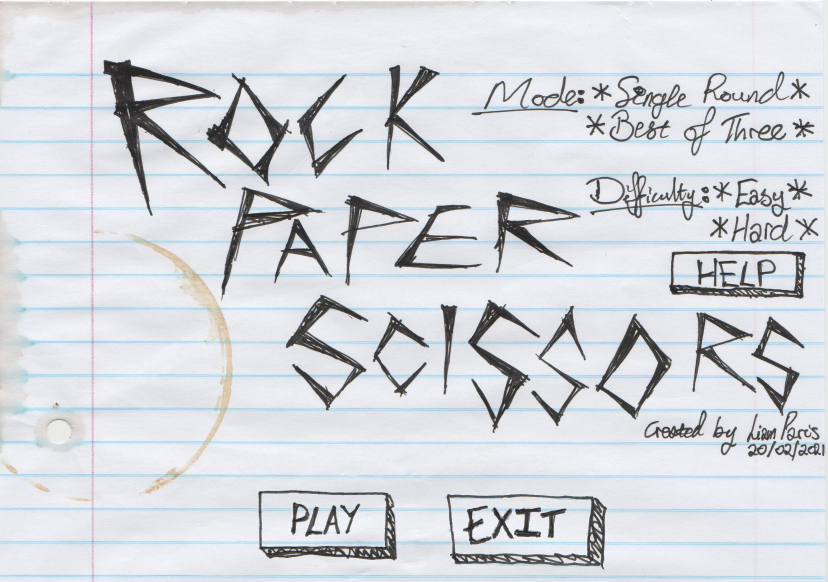 ROCK
Mode: *Single Round*
*Best of Three*
PAPER
Difficulty: *Easy*
*Hard*
HELP
SCISSORS
Created by Liam Paris
20/02/2021
PLAY
EXIT